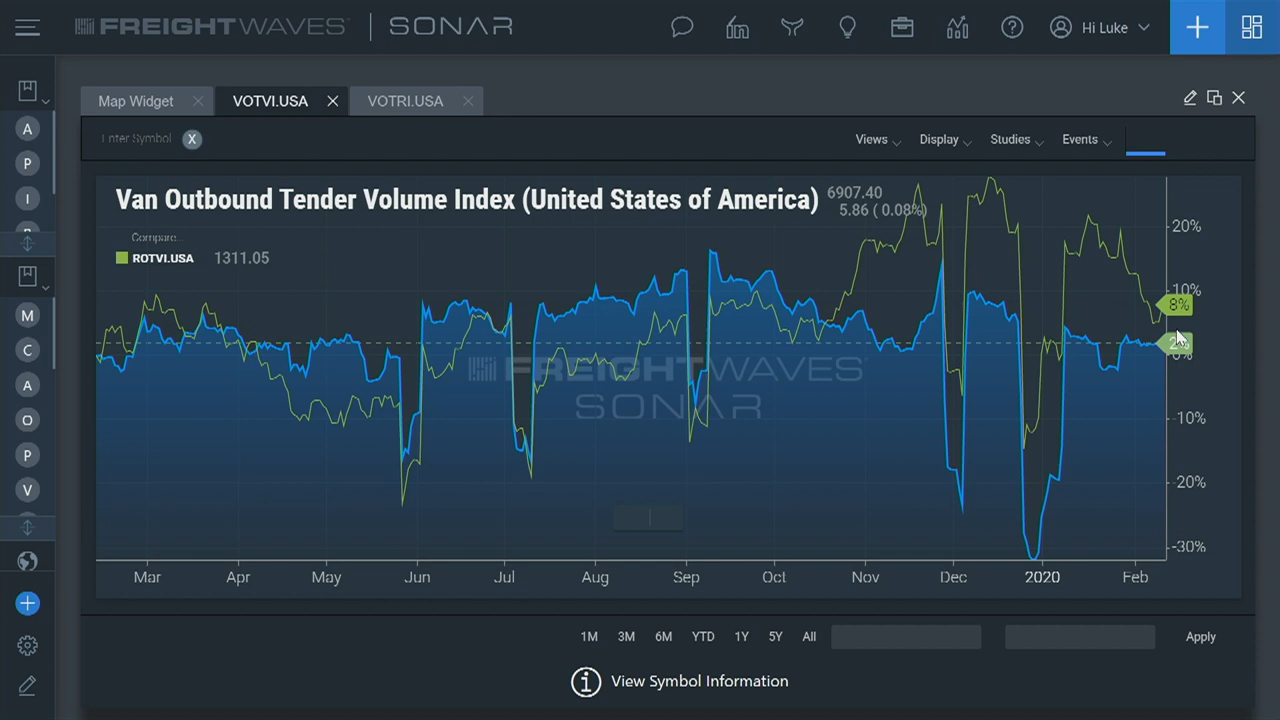 FREIGHTWAVES SONAR
Hi Luke
Map Widget
VOTVI.USA
VOTRI.USA
Enter Symbol X
Views
Display
Studies
Events
Van Outbound Tender Volume Index (United States of America)
6907.40
5.86 ( 0.08%)
Compare...
ROTVI.USA 1311.05
FREIGHTWAVES
SONAR
20%
10%
8%
0%
-10%
-20%
-30%
Mar
Apr
May
Jun
Jul
Aug
Sep
Oct
Nov
Dec
2020
Feb
A
P
I
M
C
A
O
P
V
1M 3M 6M YTD 1Y 5Y All
Apply
View Symbol Information